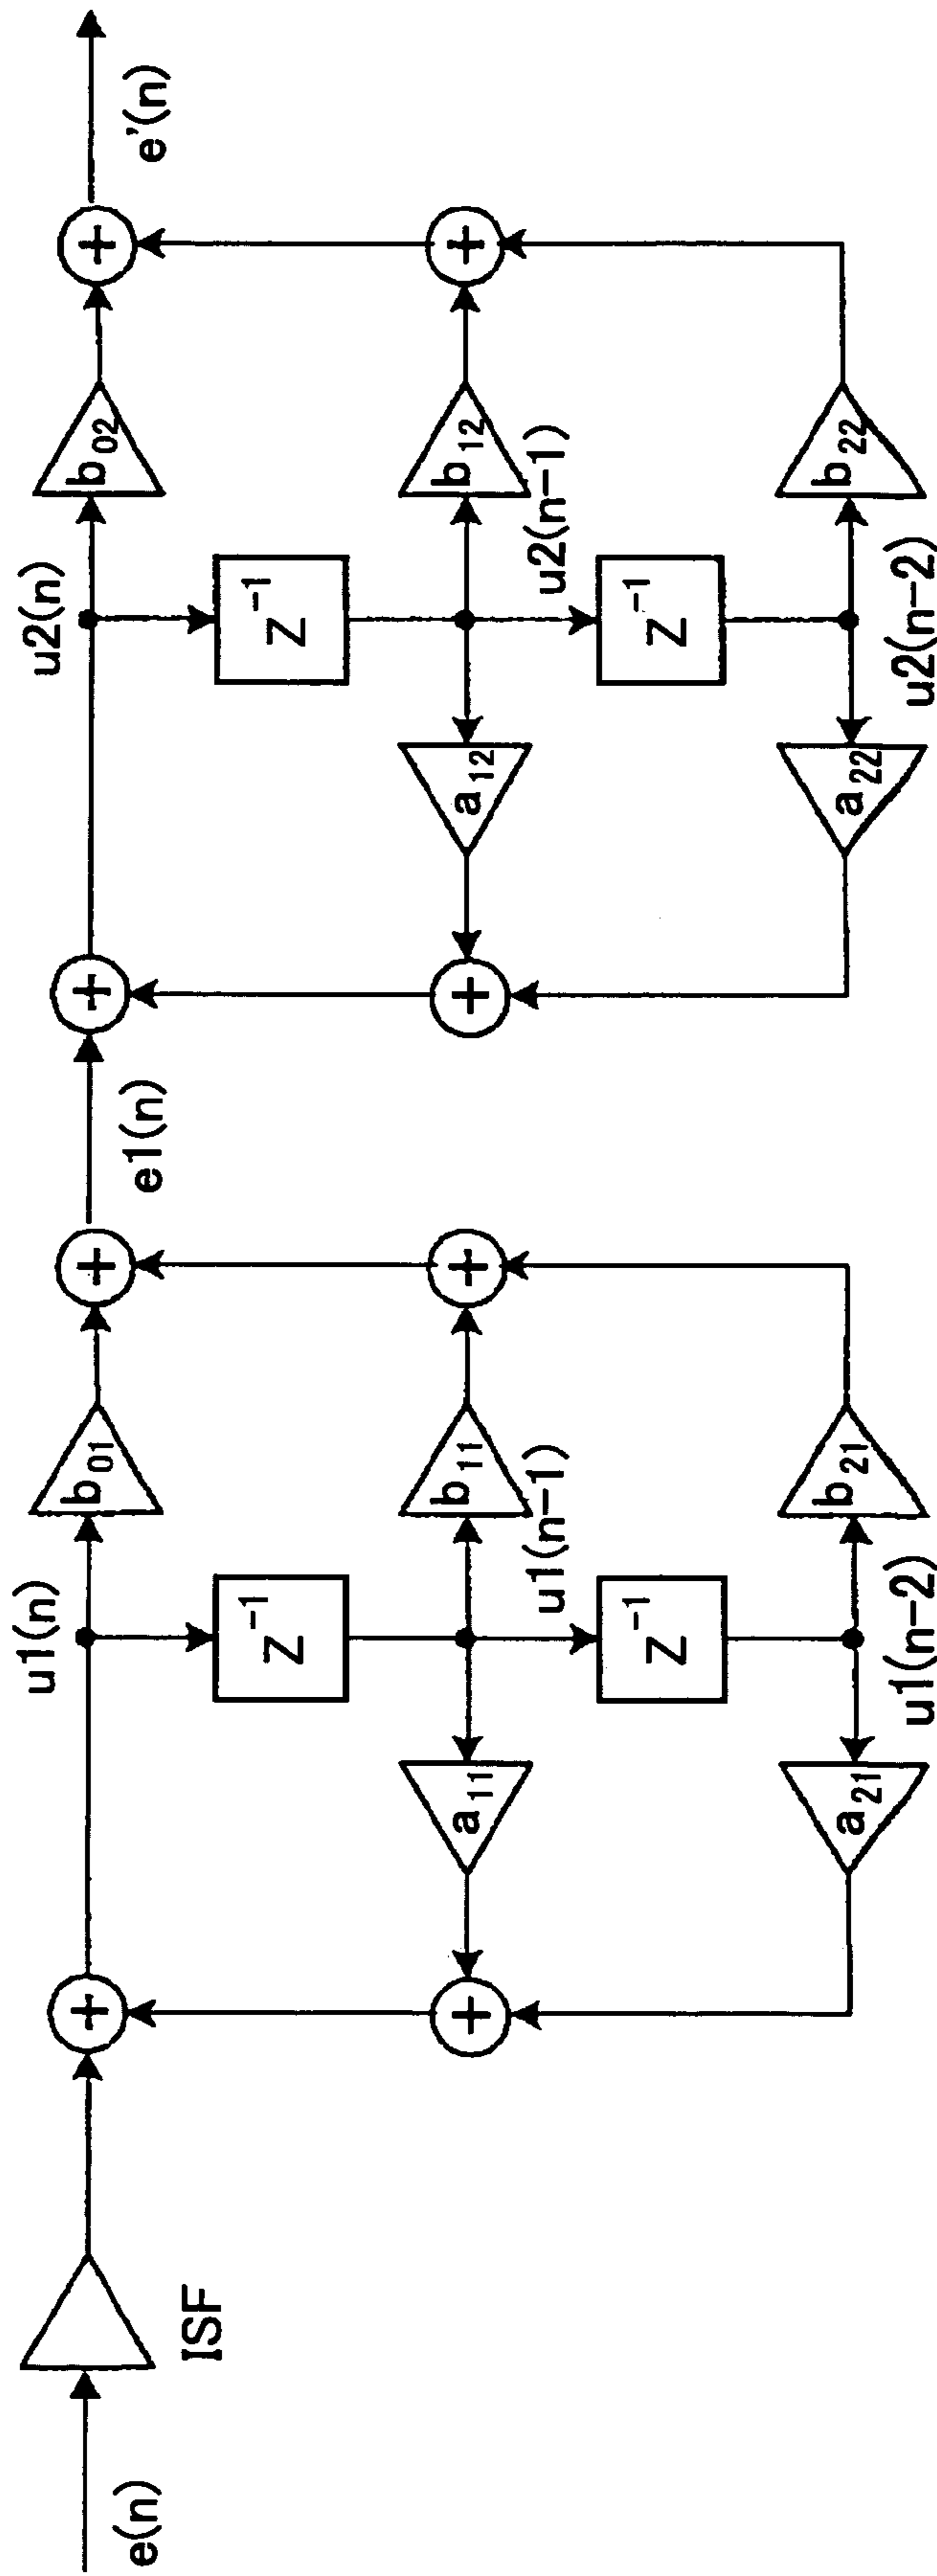 e(n)
ISF
+
u1(n)
b01
+
e1(n)
+
u2(n)
b02
+
e'(n)
Z-1
Z-1
+
a11
u1(n-1)
b11
+
+
a12
u2(n-1)
b12
+
Z-1
Z-1
a21
u1(n-2)
b21
a22
u2(n-2)
b22